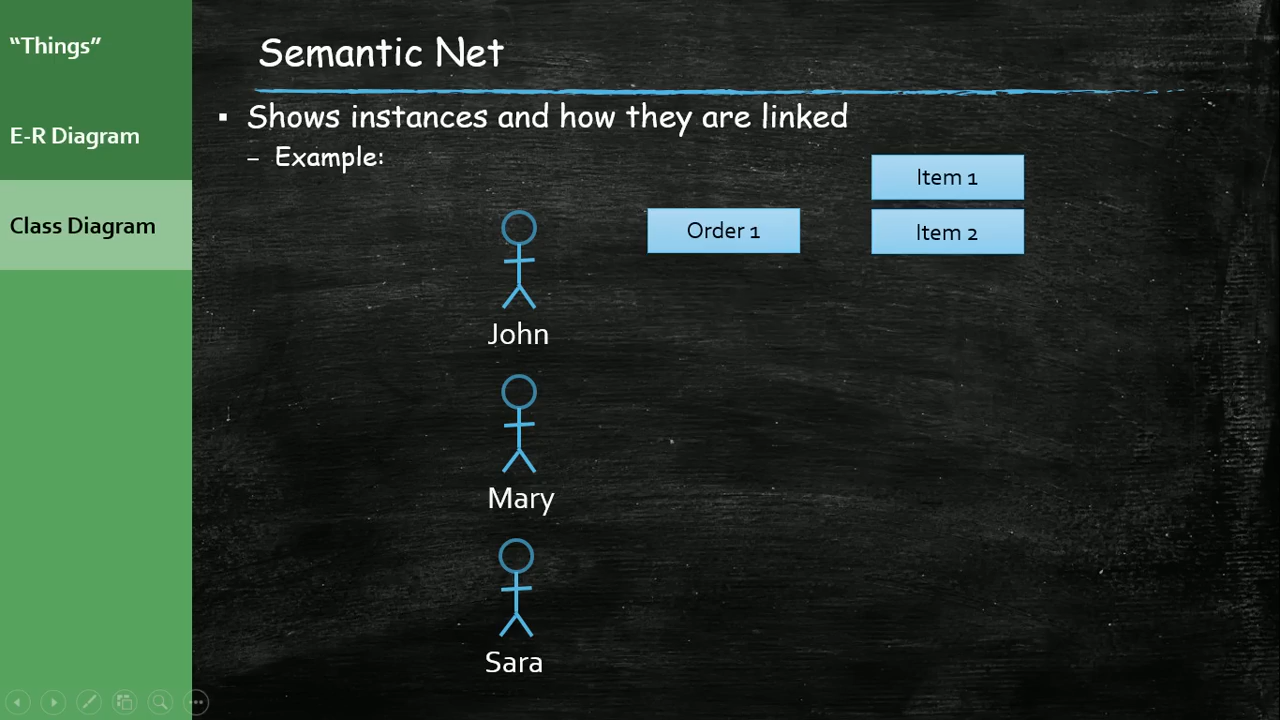 “Things”
E-R Diagram
Class Diagram
Semantic Net
▪ Shows instances and how they are linked
– Example:
Item 1
Order 1
Item 2
John
Mary
Sara